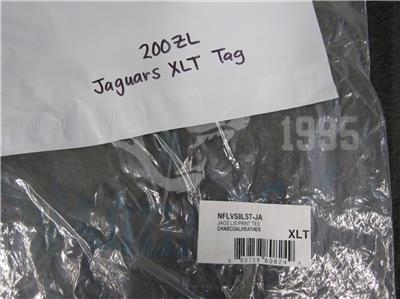 200ZL
Jaguars XLT Tag
1995
NFLVS8LST-JA
JAGS L/S PRINT TEE
CHARCOALHEATHER
XLT